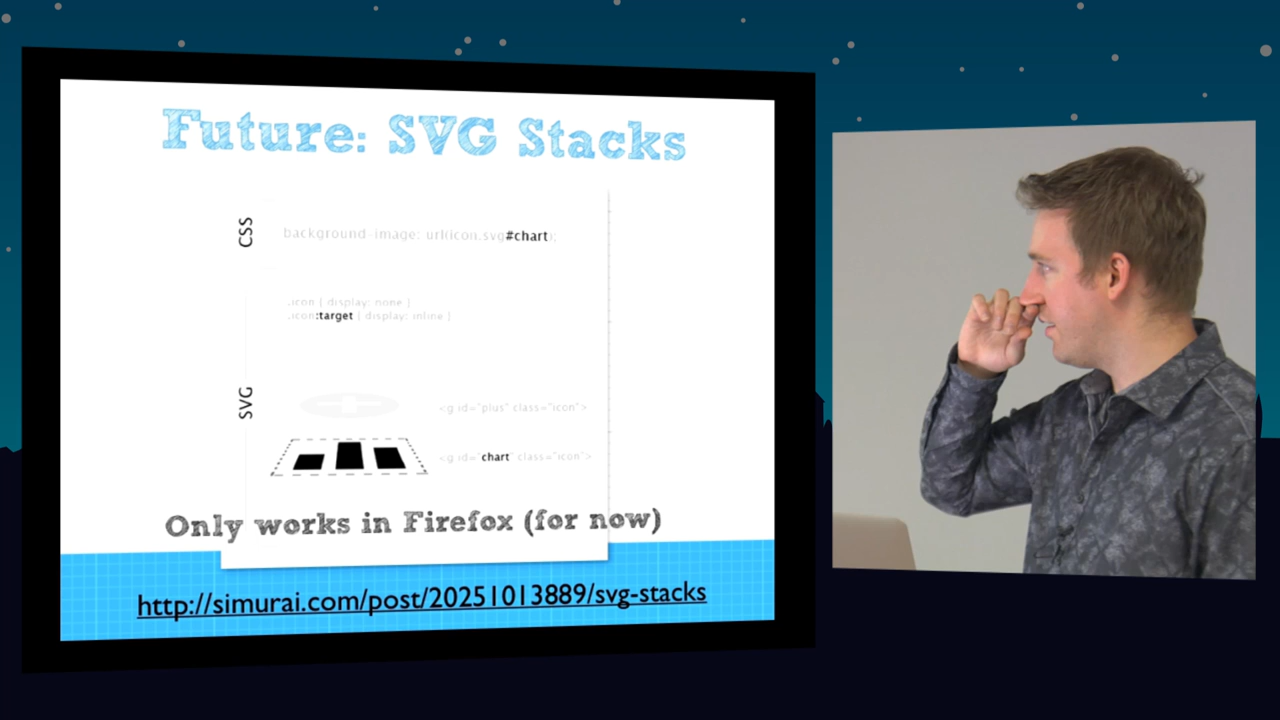 Future: SVG Stacks
CSS
background-image: url(icon.svg#chart);
.icon { display: none }
.icon:target { display: inline }
SVG
<g id="plus" class="icon">
<g id="chart" class="icon">
Only works in Firefox (for now)
http://simurai.com/post/20251013889/svg-stacks